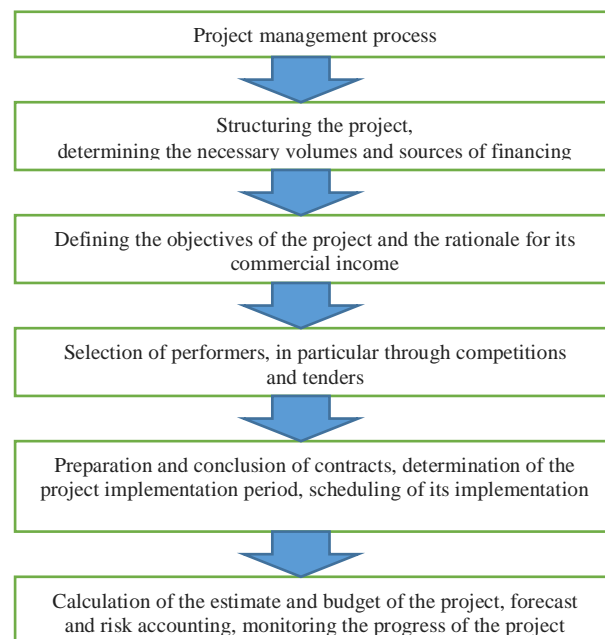 Project management process
Structuring the project,
determining the necessary volumes and sources of financing
Defining the objectives of the project and the rationale for its
commercial income
Selection of performers, in particular through competitions
and tenders
Preparation and conclusion of contracts, determination of the
project implementation period, scheduling of its implementation
Calculation of the estimate and budget of the project, forecast
and risk accounting, monitoring the progress of the project